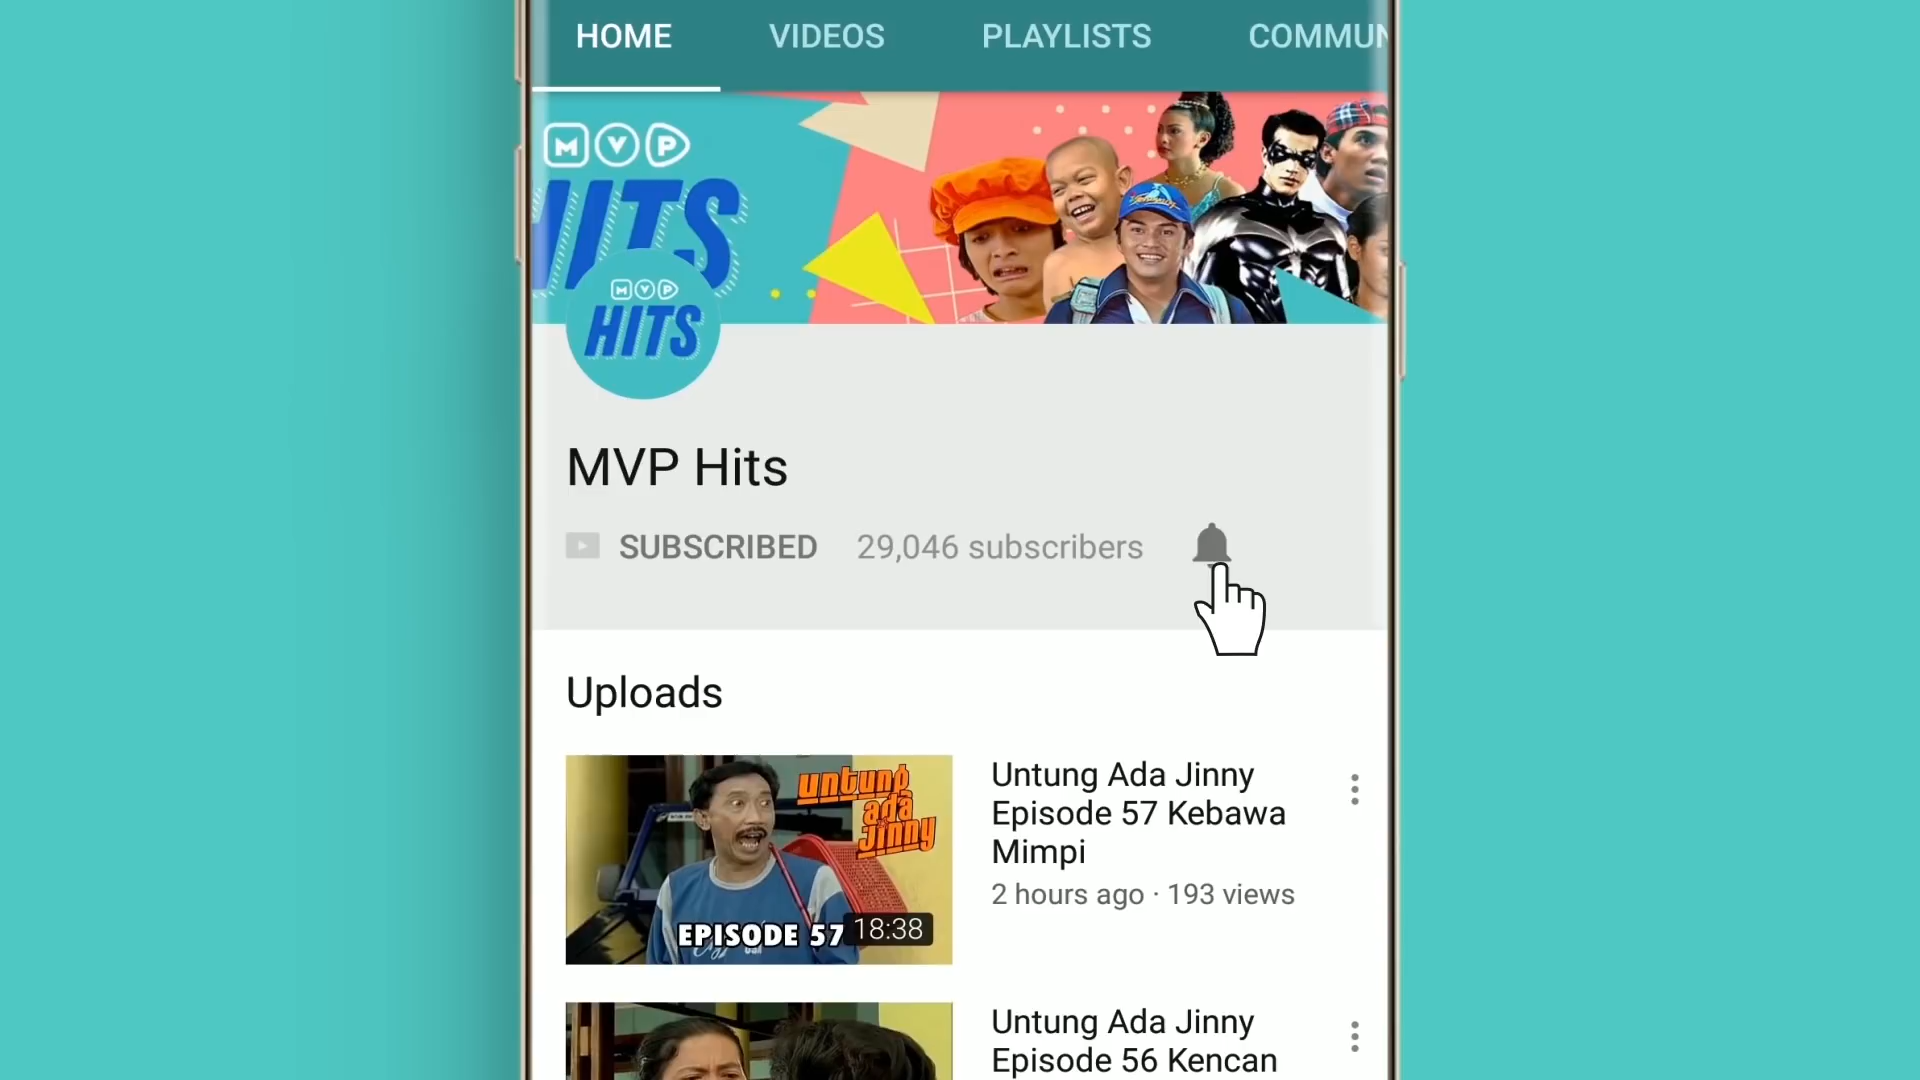 HOME VIDEOS PLAYLISTS COMMUN
MVP
HITS
MVP
HITS
MVP Hits
SUBSCRIBED 29,046 subscribers
Uploads
untung
ada
jinny
EPISODE 57
18:38
Untung Ada Jinny
Episode 57 Kebawa
Mimpi
2 hours ago · 193 views
Untung Ada Jinny
Episode 56 Kencan